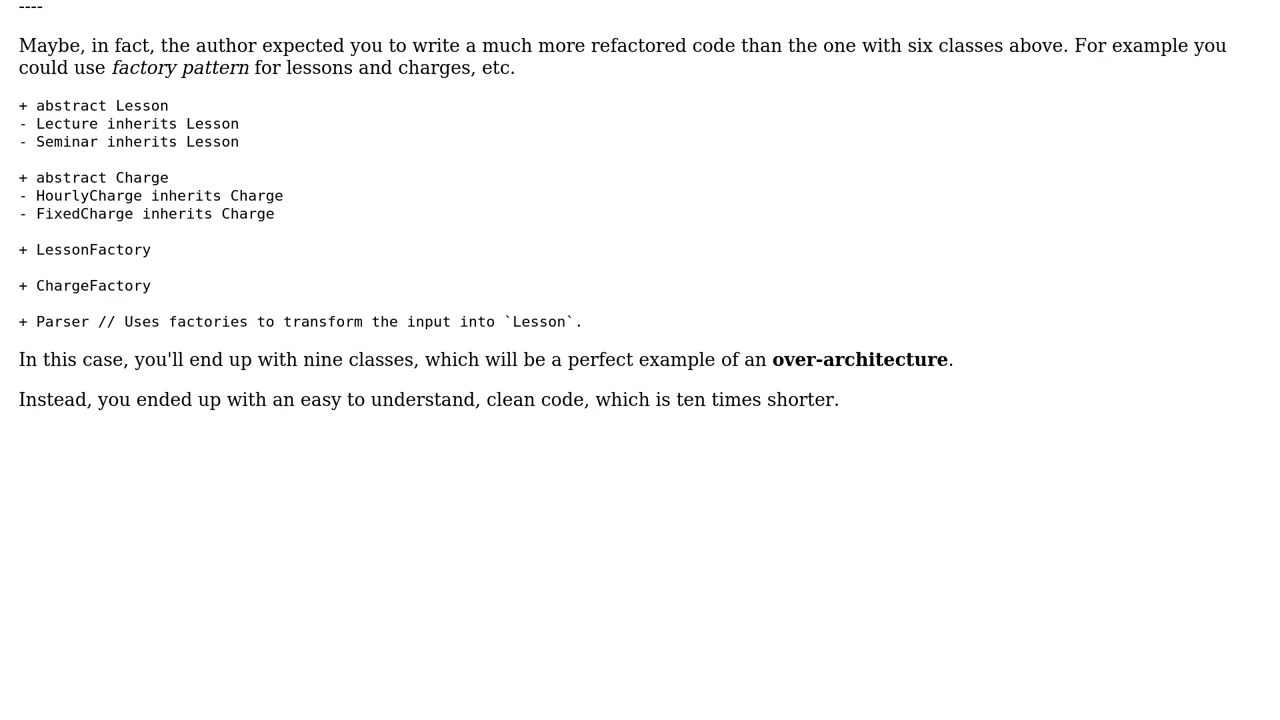 ----
Maybe, in fact, the author expected you to write a much more refactored code than the one with six classes above. For example you
could use factory pattern for lessons and charges, etc.
+ abstract Lesson
- Lecture inherits Lesson
- Seminar inherits Lesson
+ abstract Charge
- HourlyCharge inherits Charge
- FixedCharge inherits Charge
+ LessonFactory
+ ChargeFactory
+ Parser // Uses factories to transform the input into `Lesson`.
In this case, you'll end up with nine classes, which will be a perfect example of an over-architecture.
Instead, you ended up with an easy to understand, clean code, which is ten times shorter.